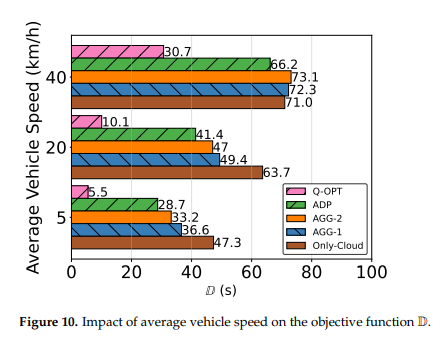 Average Vehicle Speed (km/h)
40
30.7
66.2
73.1
72.3
71.0
20
10.1
41.4
47
49.4
63.7
5
5.5
28.7
33.2
36.6
47.3
Q-OPT
ADP
AGG-2
AGG-1
Only-Cloud
0 20 40 60 80 100
𝔻 (s)
Figure 10. Impact of average vehicle speed on the objective function 𝔻.